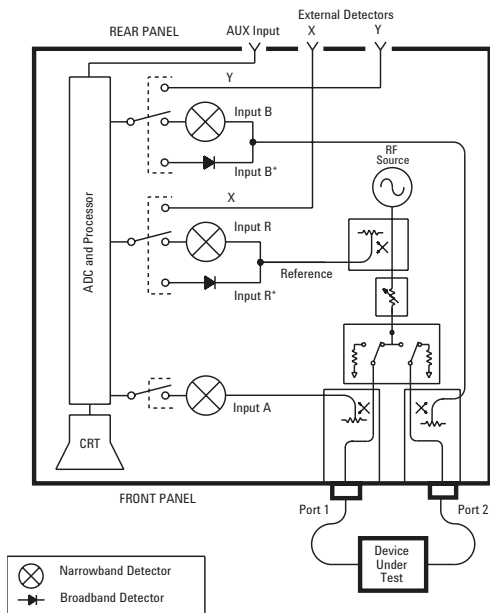 External Detectors
REAR PANEL
AUX Input
X
Y
Y
Input B
Input B*
RF
Source
X
Input R
Reference
Input R*
ADC and Processor
Input A
CRT
FRONT PANEL
Port 1
Port 2
Device
Under
Test
Narrowband Detector
Broadband Detector